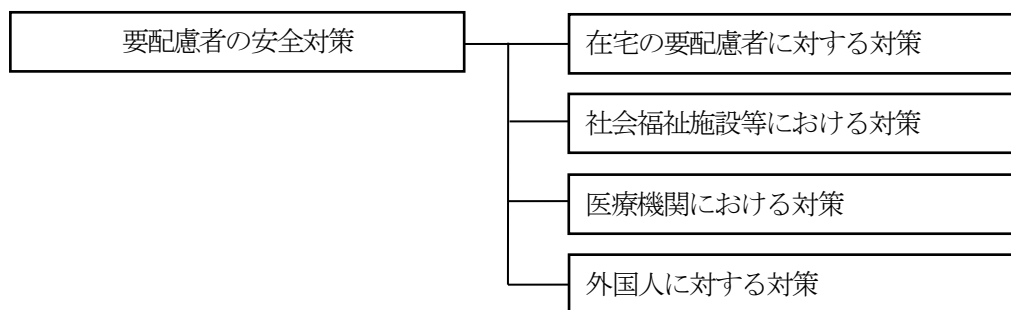 要配慮者の安全対策
在宅の要配慮者に対する対策
社会福祉施設等における対策
医療機関における対策
外国人に対する対策